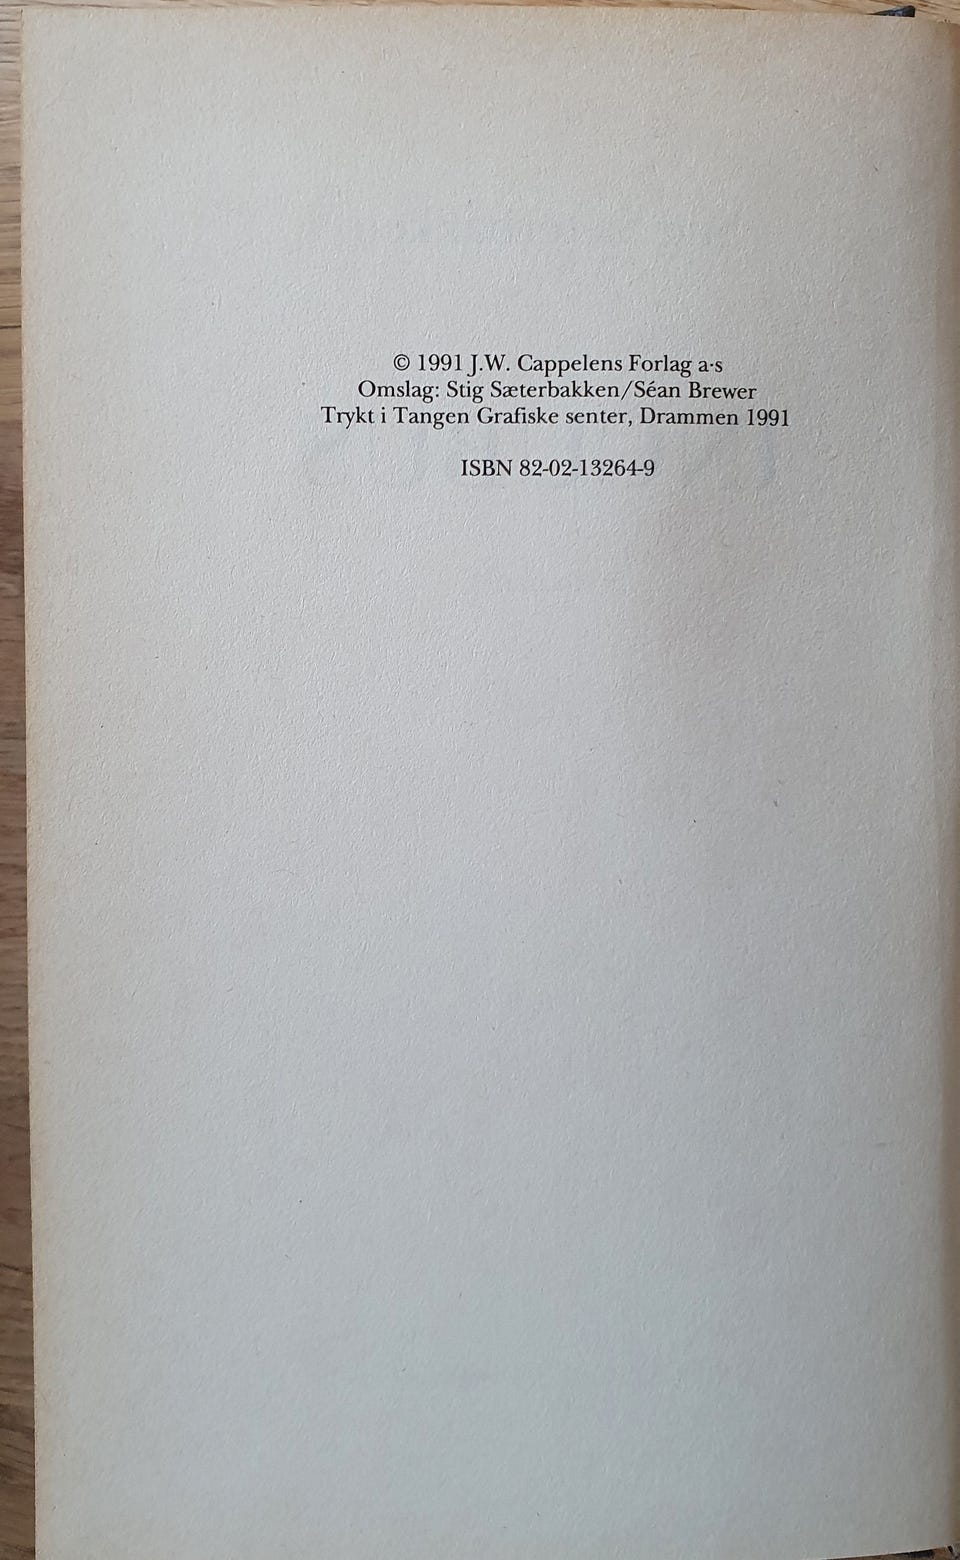 © 1991 J.W. Cappelens Forlag a·s
Omslag: Stig Sæterbakken/Séan Brewer
Trykt i Tangen Grafiske senter, Drammen 1991
ISBN 82-02-13264-9